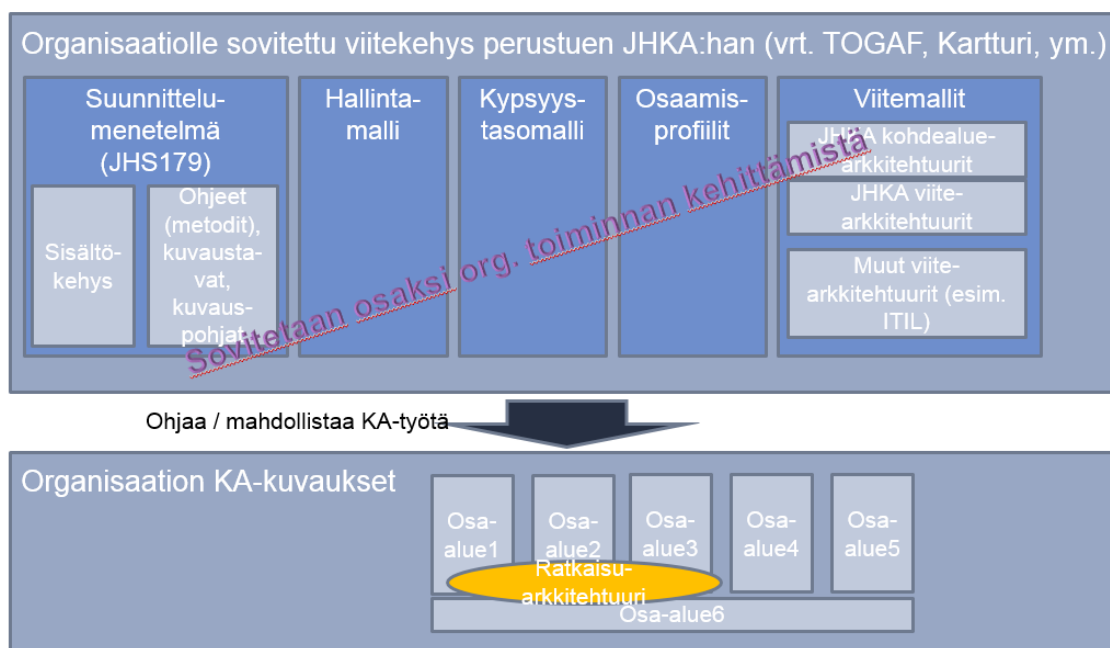 Organisaatiolle sovitettu viitekehys perustuen JHKA:han (vrt. TOGAF, Kartturi, ym.)
Suunnittelu-
menetelmä
(JHS179)
Sisältö-
kehys
Ohjeet
(metodit),
kuvausta-
vat,
kuvaus-
pohjat
Hallinta-
malli
Kypsyys-
tasomalli
Osaamis-
profiilit
Viitemallit
JHKA kohdealue-
arkkitehtuurit
JHKA viite-
arkkitehtuurit
Muut viite-
arkkitehtuurit (esim.
ITIL)
Sovitetaan osaksi org. toiminnan kehittämistä
Ohjaa / mahdollistaa KA-työtä
Organisaation KA-kuvaukset
Osa-
alue1
Osa-
alue2
Osa-
alue3
Osa-
alue4
Osa-
alue5
Ratkaisu-
arkkitehtuuri
Osa-alue6